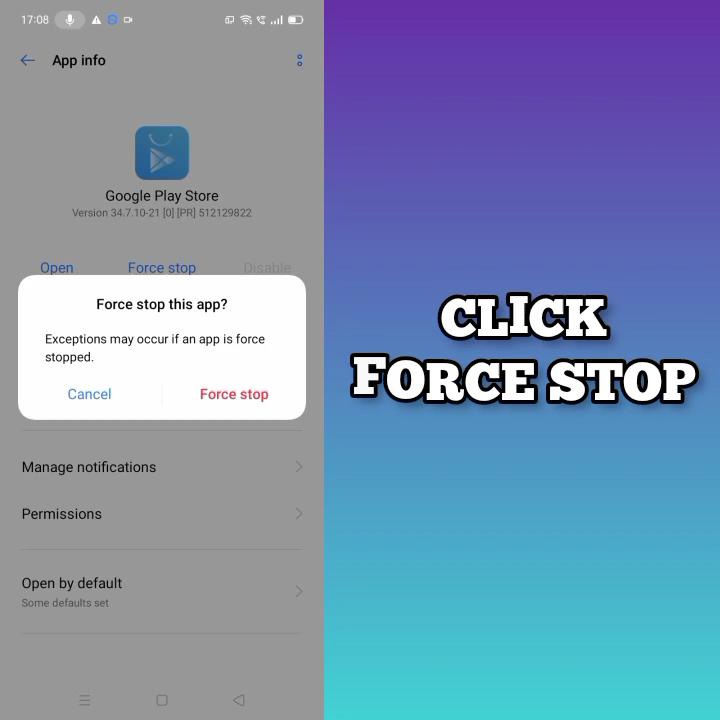 17:08
App info
Google Play Store
Version 34.7.10-21 [0] [PR] 512129822
Open Force stop Disable
Force stop this app?
Exceptions may occur if an app is force
stopped.
Cancel Force stop
Manage notifications
Permissions
Open by default
Some defaults set
CLICK
FORCE STOP